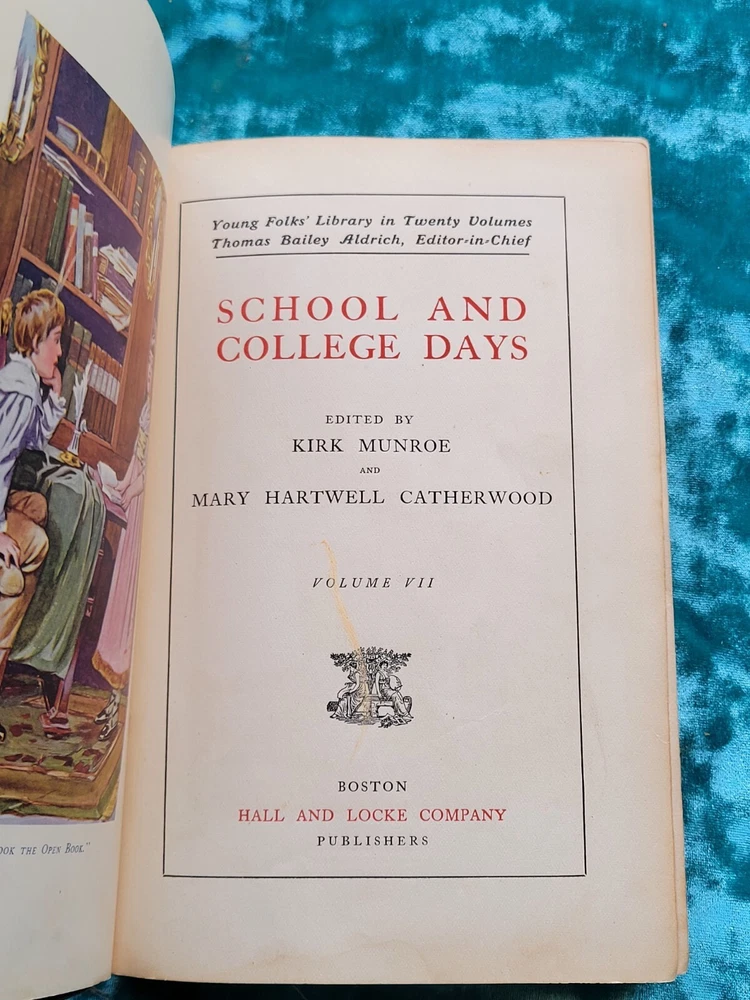 Young Folks' Library in Twenty Volumes
Thomas Bailey Aldrich, Editor-in-Chief
SCHOOL AND
COLLEGE DAYS
EDITED BY
KIRK MUNROE
AND
MARY HARTWELL CATHERWOOD
VOLUME VII
BOSTON
HALL AND LOCKE COMPANY
PUBLISHERS
THE OPEN BOOK."